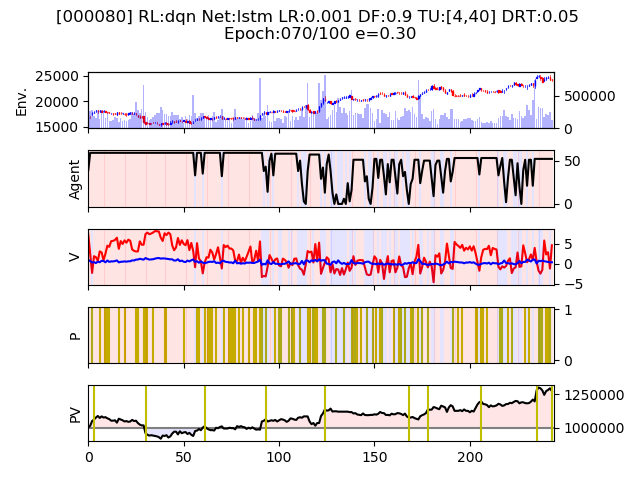 [000080] RL:dqn Net:lstm LR:0.001 DF:0.9 TU:[4,40] DRT:0.05
Epoch:070/100 e=0.30
Env.
25000
20000
15000
500000
0
Agent
50
0
V
5
0
−5
P
1
0
PV
1250000
1000000
0 50 100 150 200